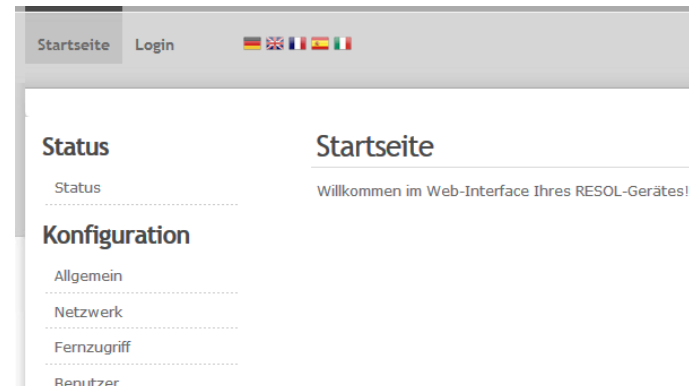 Startseite Login
Status
Status
Konfiguration
Allgemein
Netzwerk
Fernzugriff
Benutzer
Startseite
Willkommen im Web-Interface Ihres RESOL-Gerätes!